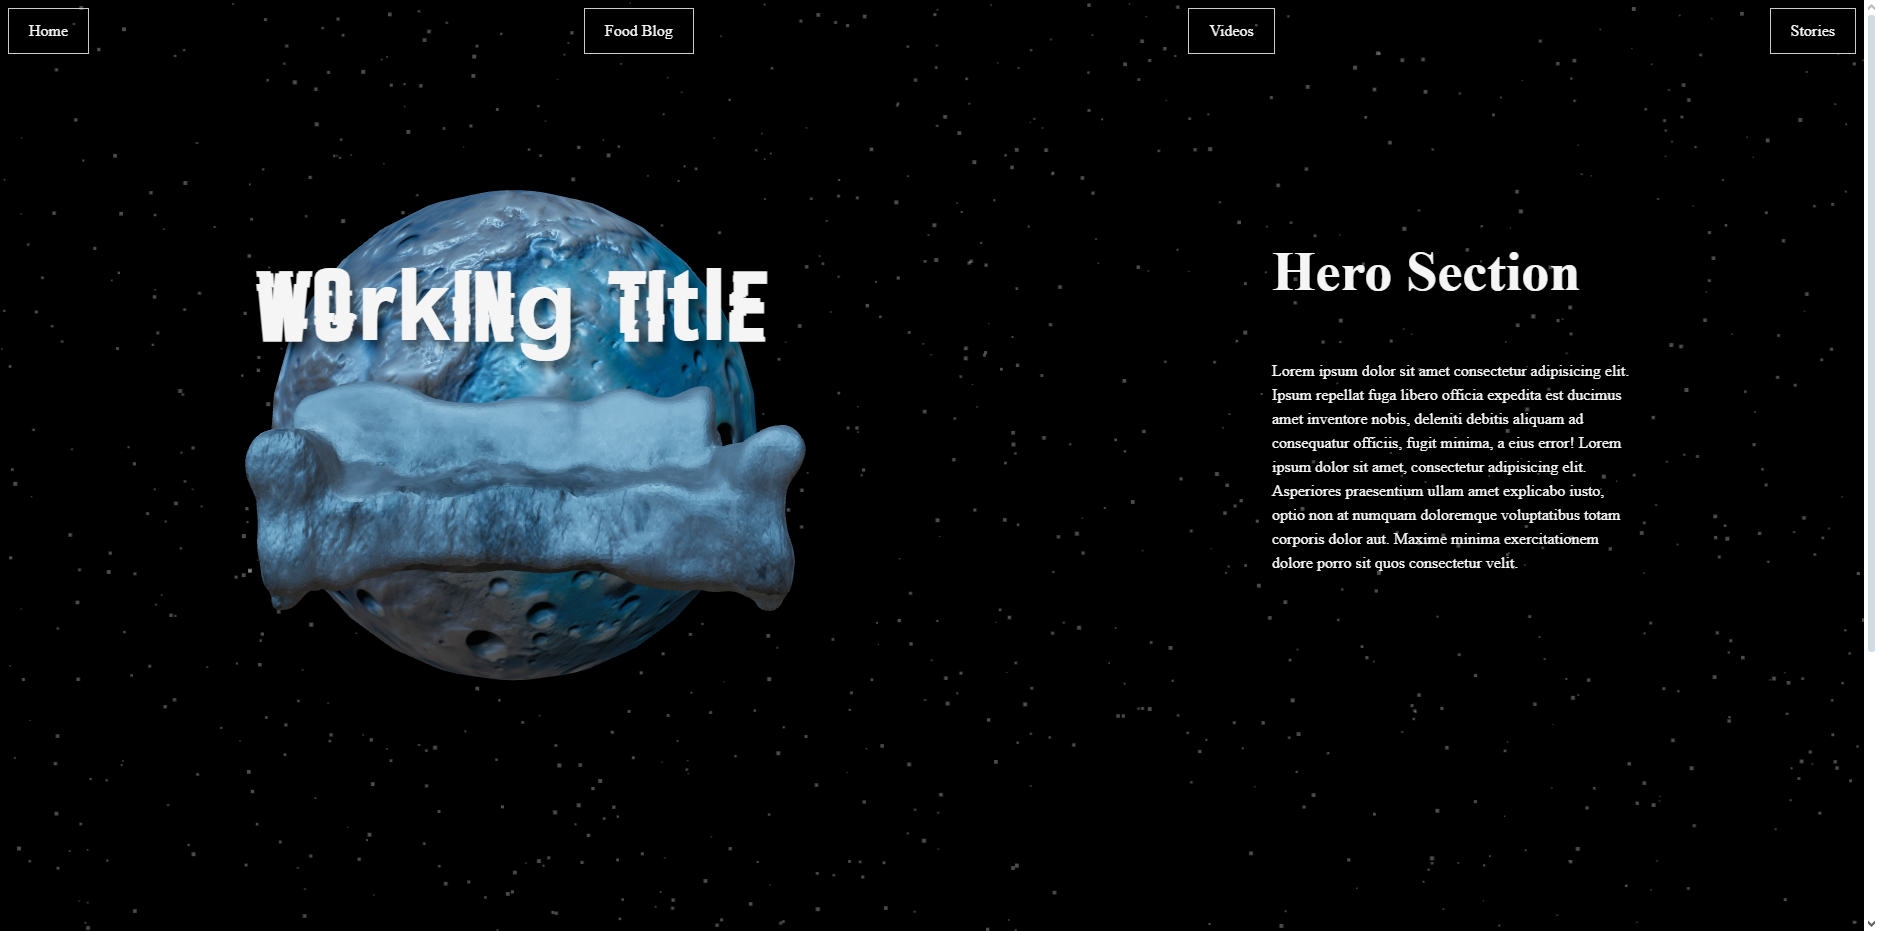 Home
Food Blog
Videos
Stories
WOrkINg TItlE
Hero Section
Lorem ipsum dolor sit amet consectetur adipisicing elit.
Ipsum repellat fuga libero officia expedita est ducimus
amet inventore nobis, deleniti debitis aliquam ad
consequatur officiis, fugit minima, a eius error! Lorem
ipsum dolor sit amet, consectetur adipisicing elit.
Asperiores praesentium ullam amet explicabo iusto,
optio non at numquam doloremque voluptatibus totam
corporis dolor aut. Maxime minima exercitationem
dolore porro sit quos consectetur velit.